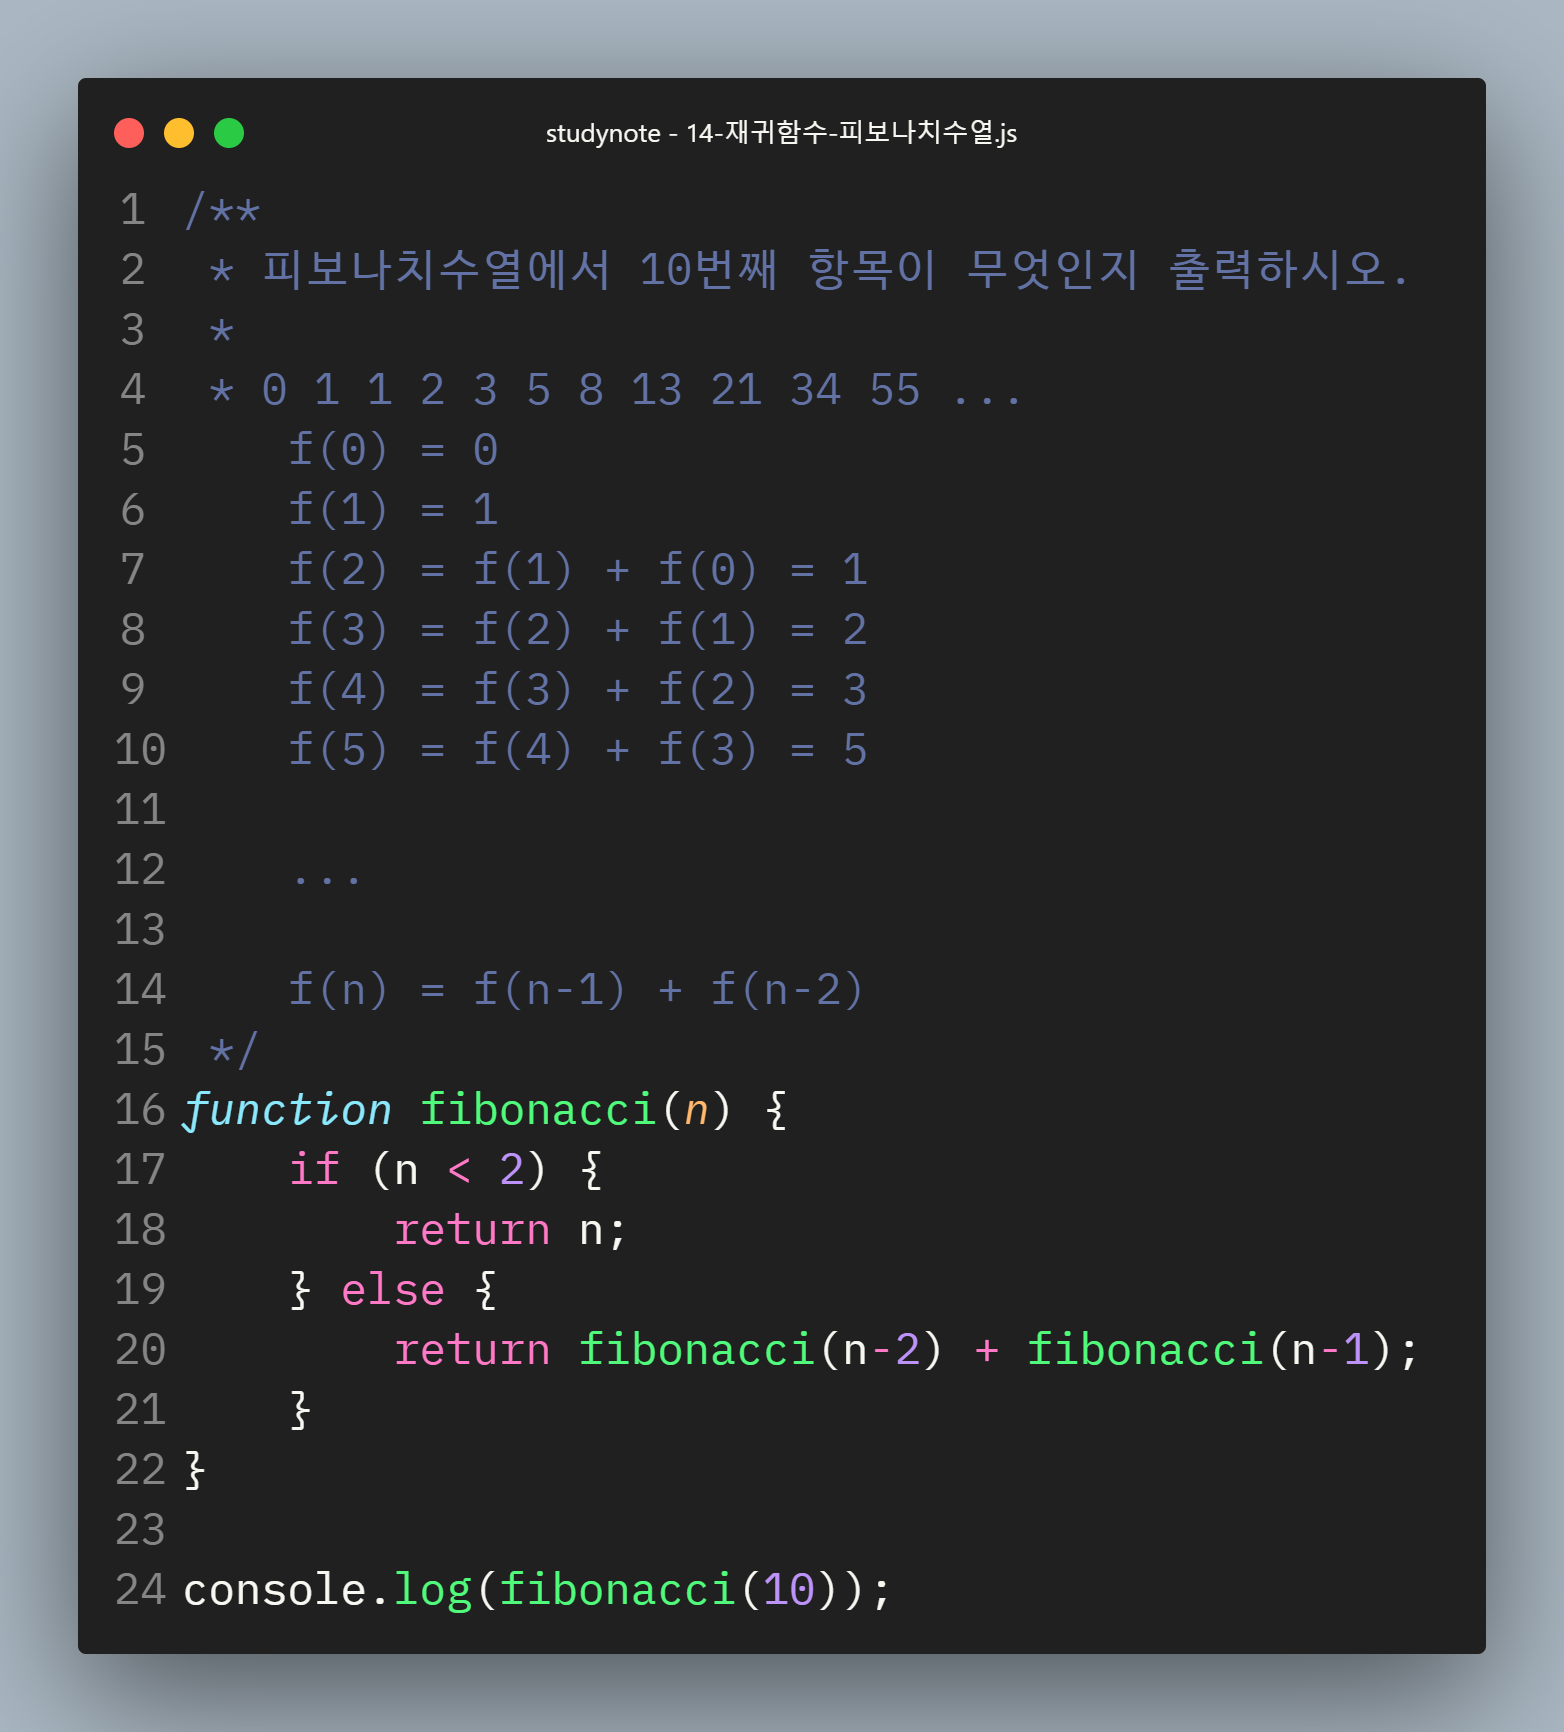 studynote - 14-재귀함수-피보나치수열.js
1 /**
2  * 피보나치수열에서 10번째 항목이 무엇인지 출력하시오.
3  *
4  * 0 1 1 2 3 5 8 13 21 34 55 ...
5     f(0) = 0
6     f(1) = 1
7     f(2) = f(1) + f(0) = 1
8     f(3) = f(2) + f(1) = 2
9     f(4) = f(3) + f(2) = 3
10     f(5) = f(4) + f(3) = 5
11
12     ...
13
14     f(n) = f(n-1) + f(n-2)
15  */
16 function fibonacci(n) {
17     if (n < 2) {
18         return n;
19     } else {
20         return fibonacci(n-2) + fibonacci(n-1);
21     }
22 }
23
24 console.log(fibonacci(10));